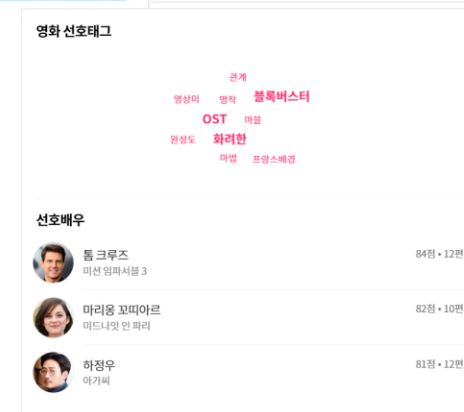 영화 선호태그
관계
영상미 명작 블록버스터
OST 마블
완성도 화려한
마법 프랑스배경
선호배우
톰 크루즈 84점 • 12편
미션 임파서블 3
마리옹 꼬띠아르 82점 • 10편
미드나잇 인 파리
하정우 81점 • 12편
아가씨